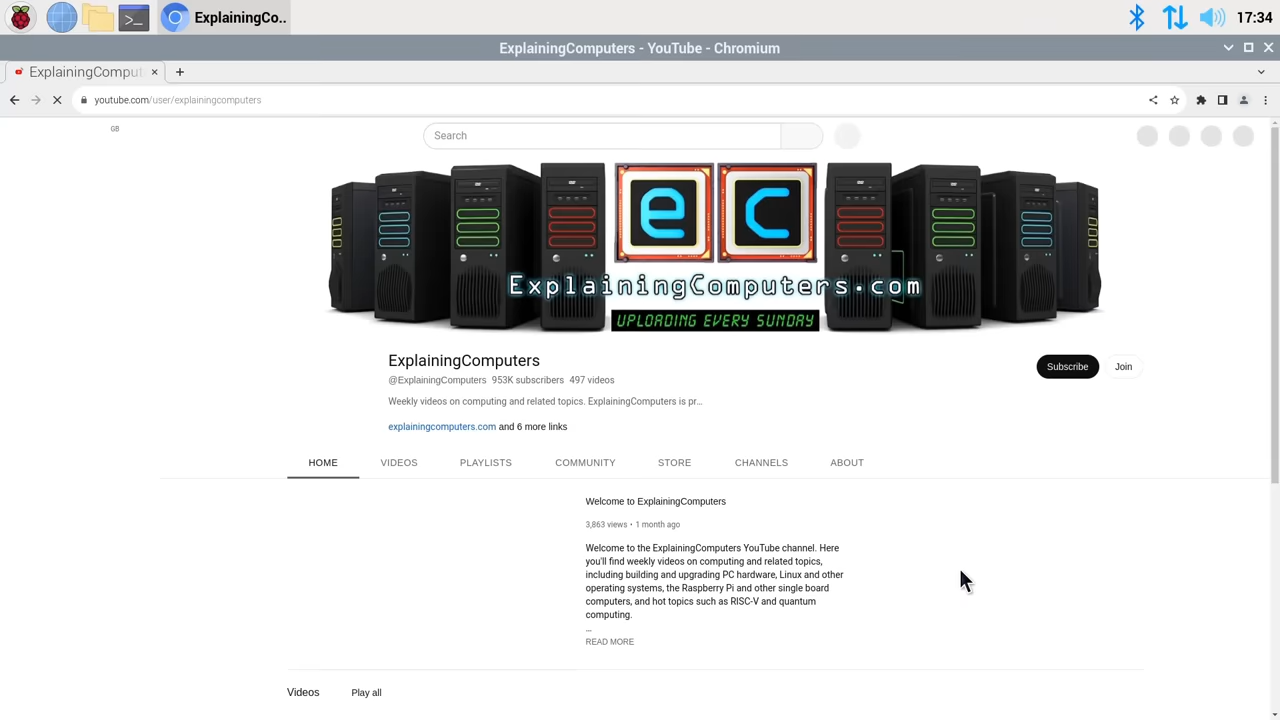 ExplainingCo..
17:34
ExplainingComputers - YouTube - Chromium
ExplainingComput
youtube.com/user/explainingcomputers
GB
Search
e c
ExplainingComputers.com
UPLOADING EVERY SUNDAY
ExplainingComputers
Subscribe
Join
@ExplainingComputers 953K subscribers 497 videos
Weekly videos on computing and related topics. ExplainingComputers is pr...
explainingcomputers.com and 6 more links
HOME VIDEOS PLAYLISTS COMMUNITY STORE CHANNELS ABOUT
Welcome to ExplainingComputers
3,863 views • 1 month ago
Welcome to the ExplainingComputers YouTube channel. Here
you'll find weekly videos on computing and related topics,
including building and upgrading PC hardware, Linux and other
operating systems, the Raspberry Pi and other single board
computers, and hot topics such as RISC-V and quantum
computing.
...
READ MORE
Videos Play all